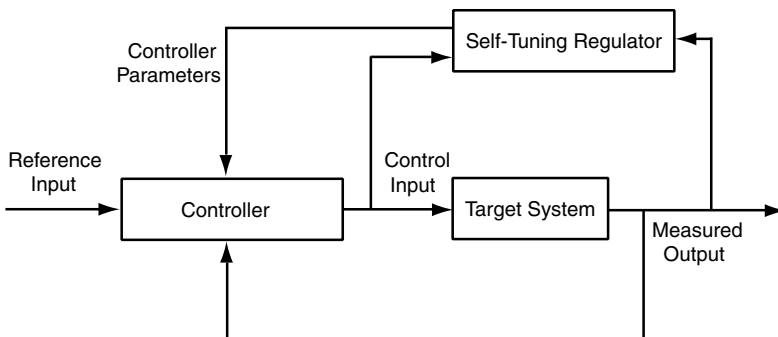 Controller
Parameters
Self-Tuning Regulator
Reference
Input
Controller
Control
Input
Target System
Measured
Output